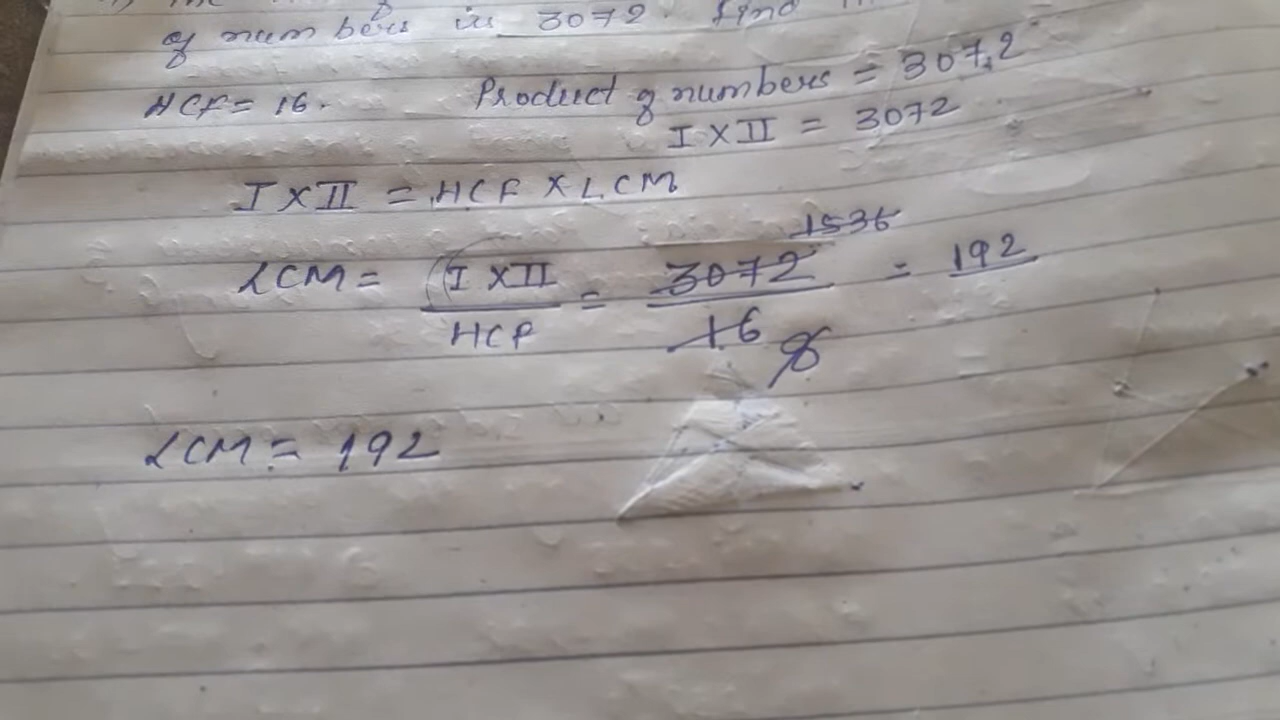 of numbers is 3072. find
HCF = 16. Product of numbers = 3072
I X II = 3072
I X II = HCF X LCM
1536
LCM = I X II / HCF = 3072 / 16 = 192
8
LCM = 192